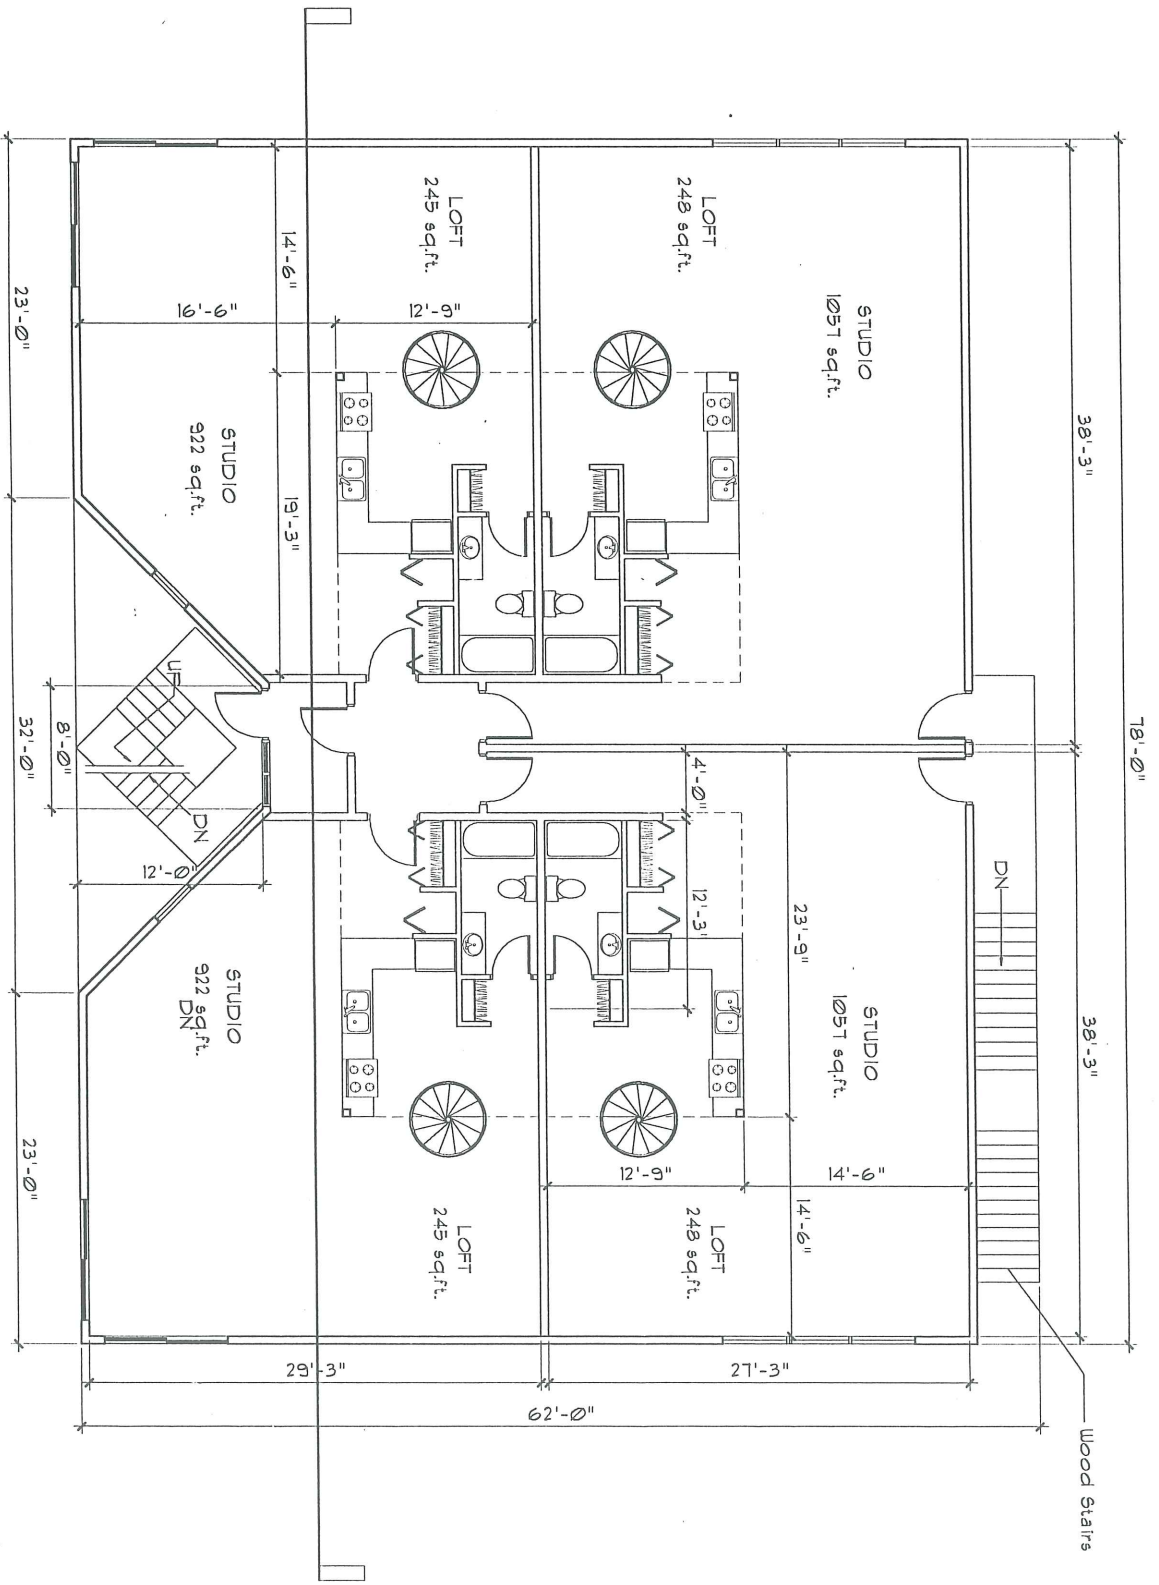 78'-0"
38'-3"
38'-3"
Wood Stairs
DN
STUDIO
1057 sq.ft.
STUDIO
1057 sq.ft.
23'-9"
14'-6"
14'-6"
27'-3"
LOFT
248 sq.ft.
LOFT
248 sq.ft.
4'-0"
12'-3"
12'-9"
62'-0"
LOFT
245 sq.ft.
LOFT
245 sq.ft.
12'-9"
14'-6"
19'-3"
29'-3"
16'-6"
STUDIO
922 sq.ft.
STUDIO
922 sq.ft.
DN
UP
DN
12'-0"
8'-0"
23'-0"
32'-0"
23'-0"